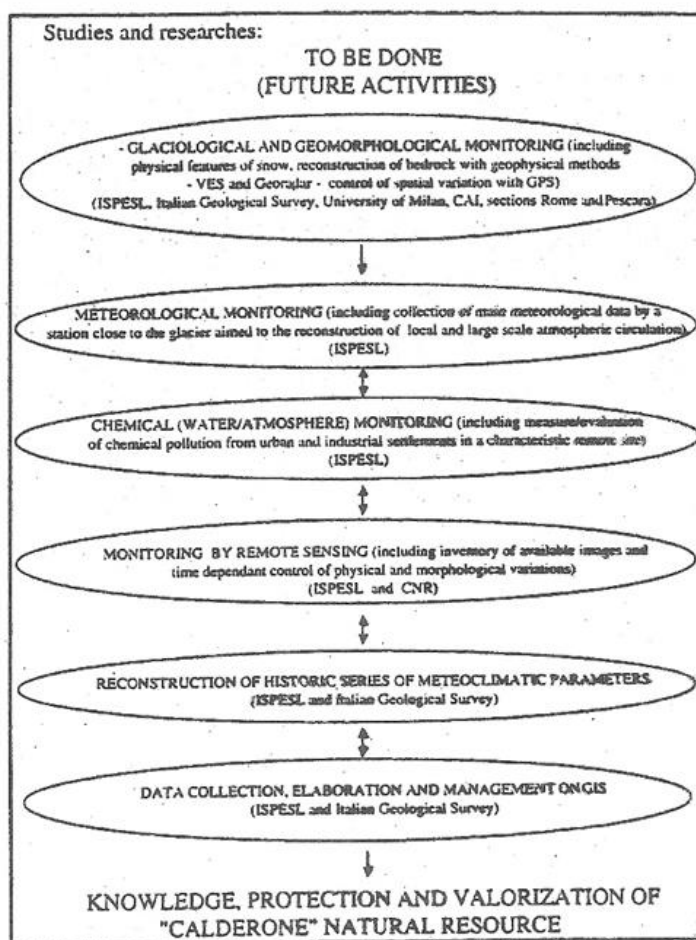 Studies and researches:
TO BE DONE
(FUTURE ACTIVITIES)
- GLACIOLOGICAL AND GEOMORPHOLOGICAL MONITORING (including
physical features of snow, reconstruction of bedrock with geophysical methods
- VES and Georadar - control of spatial variation with GPS)
(ISPESL, Italian Geological Survey, University of Milan, CAI, sections Rome and Pescara)
METEOROLOGICAL MONITORING (including collection of main meteorological data by a
station close to the glacier aimed to the reconstruction of local and large scale atmospheric circulation)
(ISPESL)
CHEMICAL (WATER/ATMOSPHERE) MONITORING (including measure/evaluation
of chemical pollution from urban and industrial settlements in a characteristic remote site)
(ISPESL)
MONITORING BY REMOTE SENSING (including inventory of available images and
time dependant control of physical and morphological variations)
(ISPESL and CNR)
RECONSTRUCTION OF HISTORIC SERIES OF METEOCLIMATIC PARAMETERS
(ISPESL and Italian Geological Survey)
DATA COLLECTION, ELABORATION AND MANAGEMENT ON GIS
(ISPESL and Italian Geological Survey)
KNOWLEDGE, PROTECTION AND VALORIZATION OF
"CALDERONE" NATURAL RESOURCE